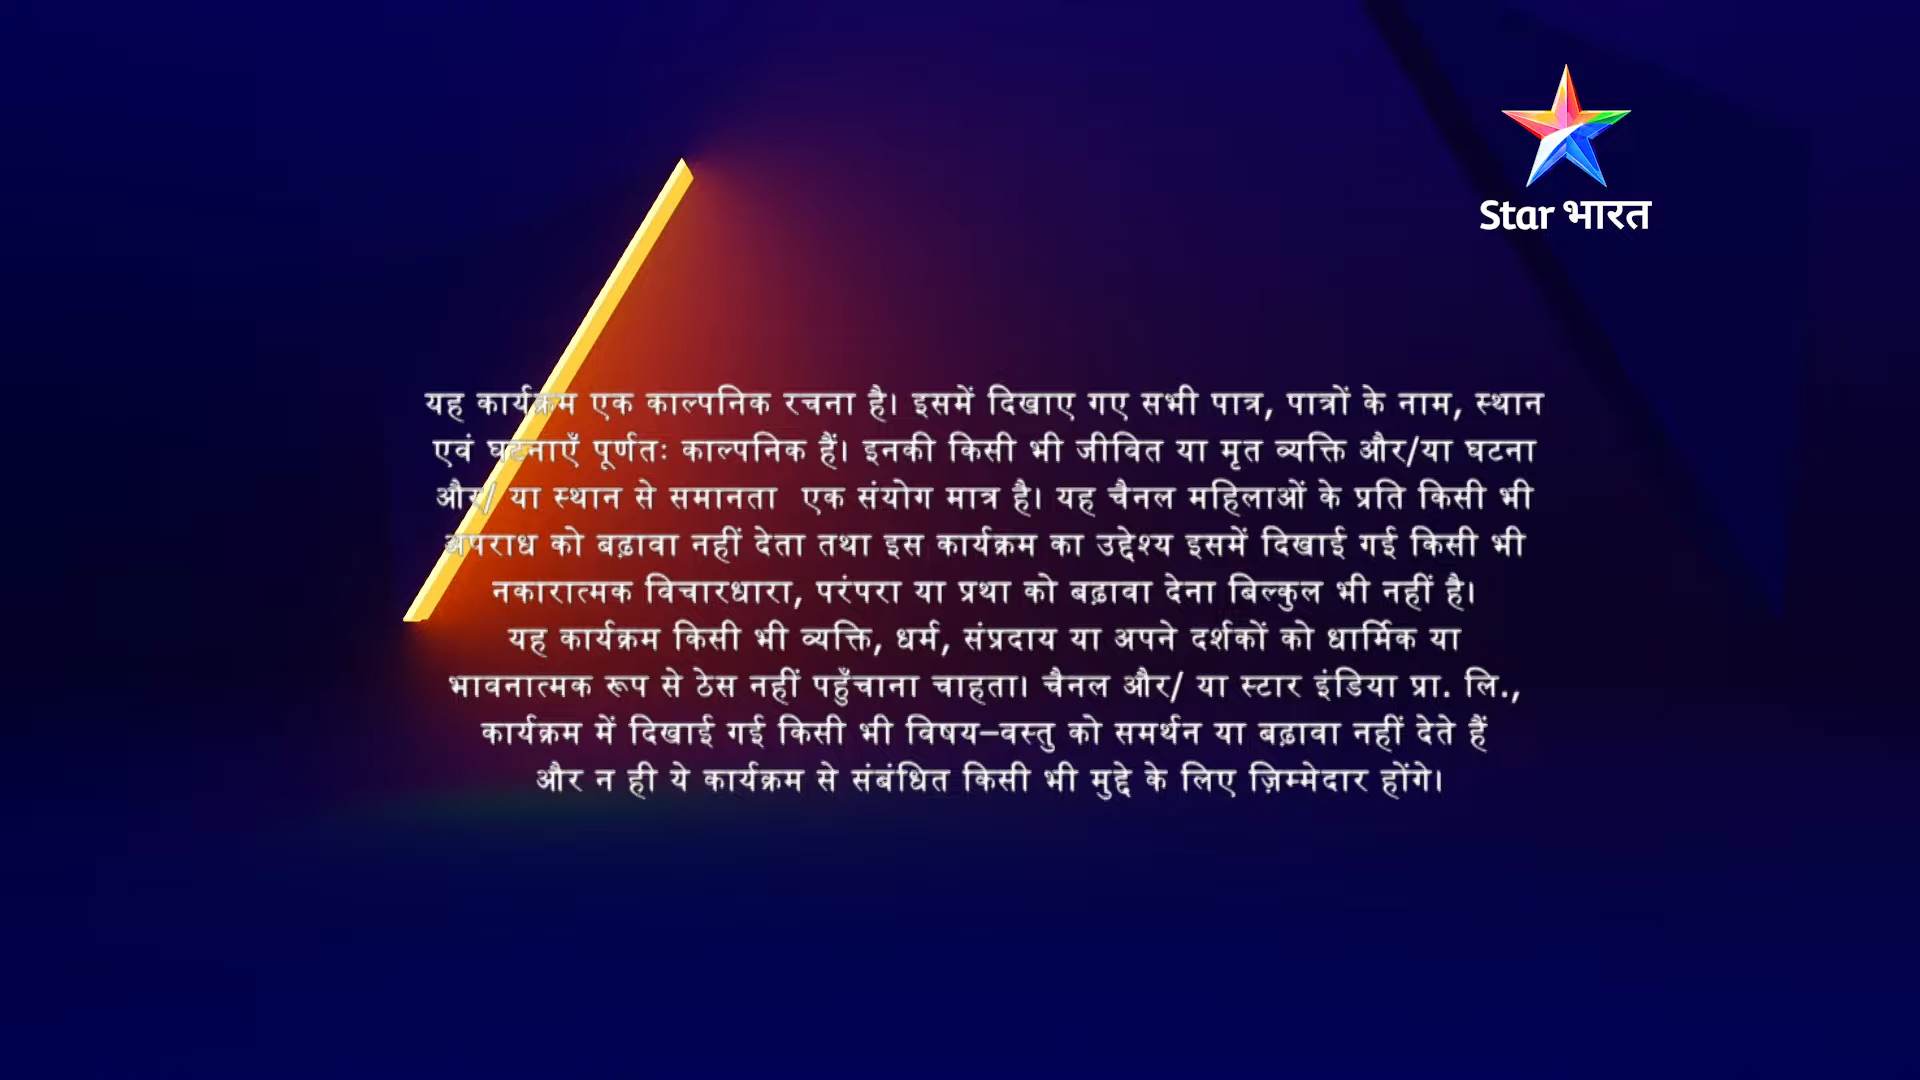 Star भारत
यह कार्यक्रम एक काल्पनिक रचना है। इसमें दिखाए गए सभी पात्र, पात्रों के नाम, स्थान
एवं घटनाएँ पूर्णतः काल्पनिक हैं। इनकी किसी भी जीवित या मृत व्यक्ति और/या घटना
और/ या स्थान से समानता  एक संयोग मात्र है। यह चैनल महिलाओं के प्रति किसी भी
अपराध को बढ़ावा नहीं देता तथा इस कार्यक्रम का उद्देश्य इसमें दिखाई गई किसी भी
नकारात्मक विचारधारा, परंपरा या प्रथा को बढ़ावा देना बिल्कुल भी नहीं है।
यह कार्यक्रम किसी भी व्यक्ति, धर्म, संप्रदाय या अपने दर्शकों को धार्मिक या
भावनात्मक रूप से ठेस नहीं पहुँचाना चाहता। चैनल और/ या स्टार इंडिया प्रा. लि.,
कार्यक्रम में दिखाई गई किसी भी विषय–वस्तु को समर्थन या बढ़ावा नहीं देते हैं
और न ही ये कार्यक्रम से संबंधित किसी भी मुद्दे के लिए ज़िम्मेदार होंगे।